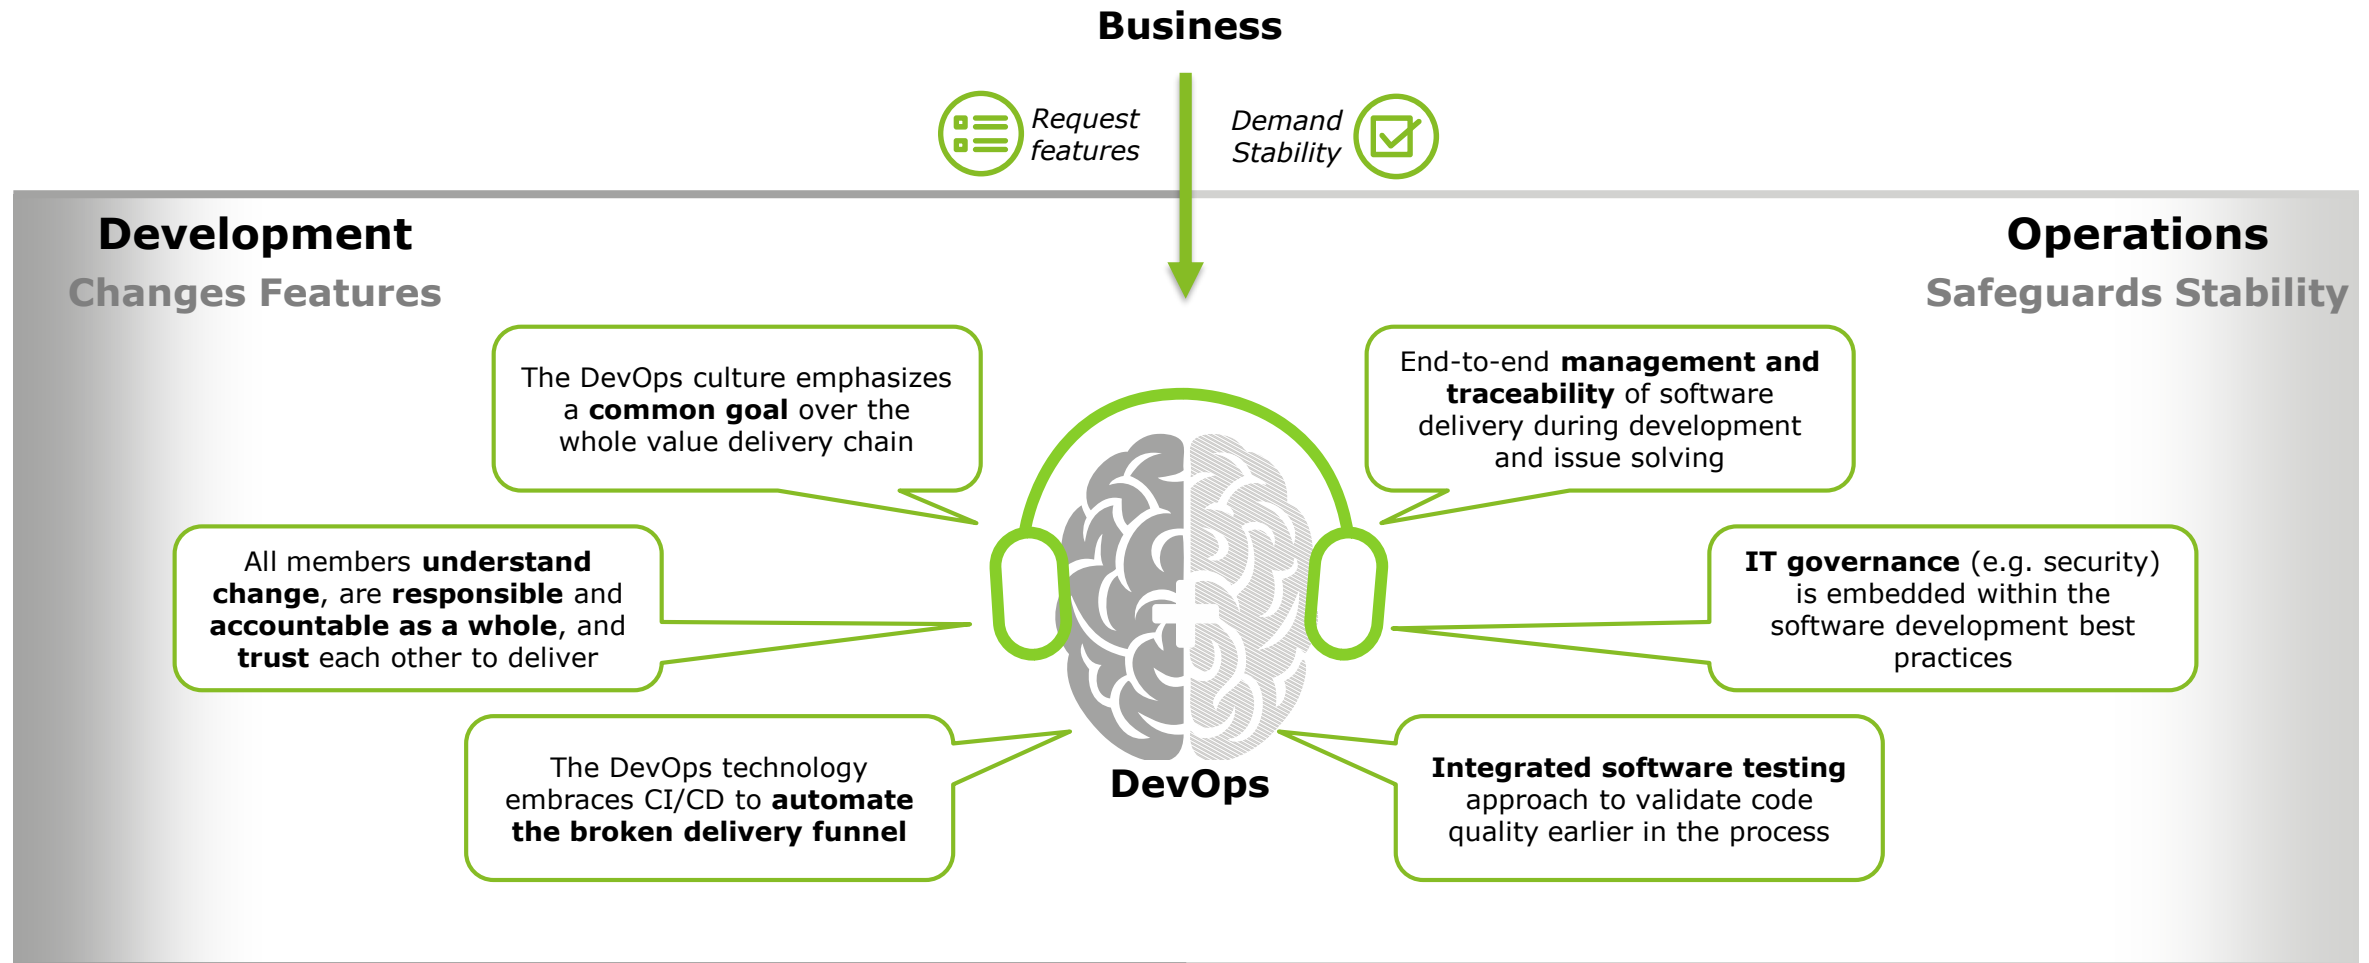 Business
Request
features
Demand
Stability
Development
Changes Features
Operations
Safeguards Stability
The DevOps culture emphasizes
a common goal over the
whole value delivery chain
End-to-end management and
traceability of software
delivery during development
and issue solving
All members understand
change, are responsible and
accountable as a whole, and
trust each other to deliver
IT governance (e.g. security)
is embedded within the
software development best
practices
The DevOps technology
embraces CI/CD to automate
the broken delivery funnel
DevOps
Integrated software testing
approach to validate code
quality earlier in the process